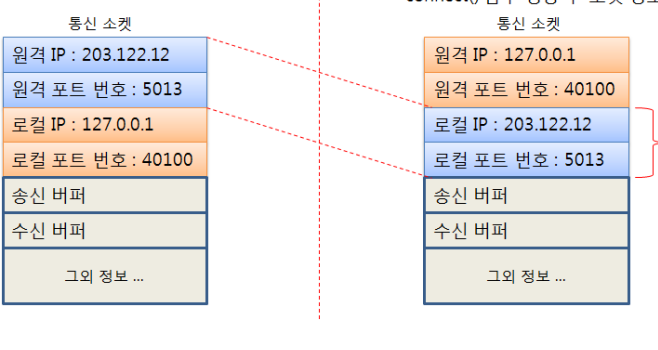 통신 소켓
원격 IP : 203.122.12
원격 포트 번호 : 5013
로컬 IP : 127.0.0.1
로컬 포트 번호 : 40100
송신 버퍼
수신 버퍼
그외 정보 ...
통신 소켓
원격 IP : 127.0.0.1
원격 포트 번호 : 40100
로컬 IP : 203.122.12
로컬 포트 번호 : 5013
송신 버퍼
수신 버퍼
그외 정보 ...